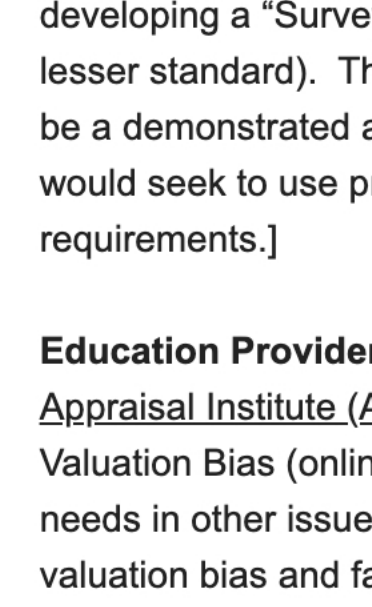 developing a “Surve
lesser standard).  Th
be a demonstrated a
would seek to use p
requirements.]
Education Provider
Appraisal Institute (A
Valuation Bias (onlin
needs in other issue
valuation bias and fa